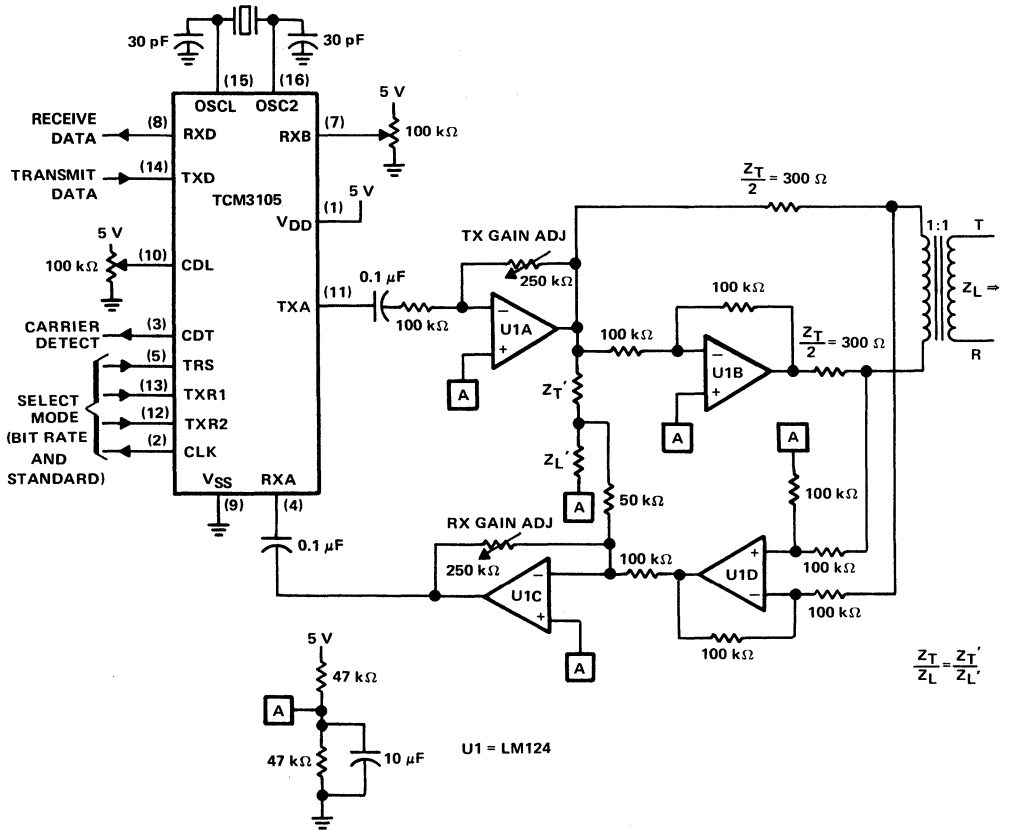 30 pF
30 pF
(15)
(16)
OSCL OSC2
5 V
RECEIVE
DATA
(8)
RXD
(7)
RXB
100 kΩ
TRANSMIT
DATA
(14)
TXD
TCM3105
(1)
5 V
VDD
5 V
100 kΩ
(10)
CDL
TXA
(11)
0.1 μF
100 kΩ
TX GAIN ADJ
250 kΩ
CARRIER
DETECT
(3)
CDT
(5)
TRS
(13)
TXR1
(12)
TXR2
(2)
CLK
SELECT
MODE
(BIT RATE
AND
STANDARD)
VSS
RXA
(9)
(4)
0.1 μF
−
U1A
+
A
ZT/2 = 300 Ω
1:1
T
ZL ⇒
R
100 kΩ
100 kΩ
−
U1B
+
A
ZT/2 = 300 Ω
ZT'
ZL'
A
50 kΩ
A
100 kΩ
RX GAIN ADJ
250 kΩ
−
U1C
+
A
100 kΩ
+
U1D
−
100 kΩ
100 kΩ
100 kΩ
ZT/ZL = ZT'/ZL'
5 V
47 kΩ
A
47 kΩ
10 μF
U1 = LM124